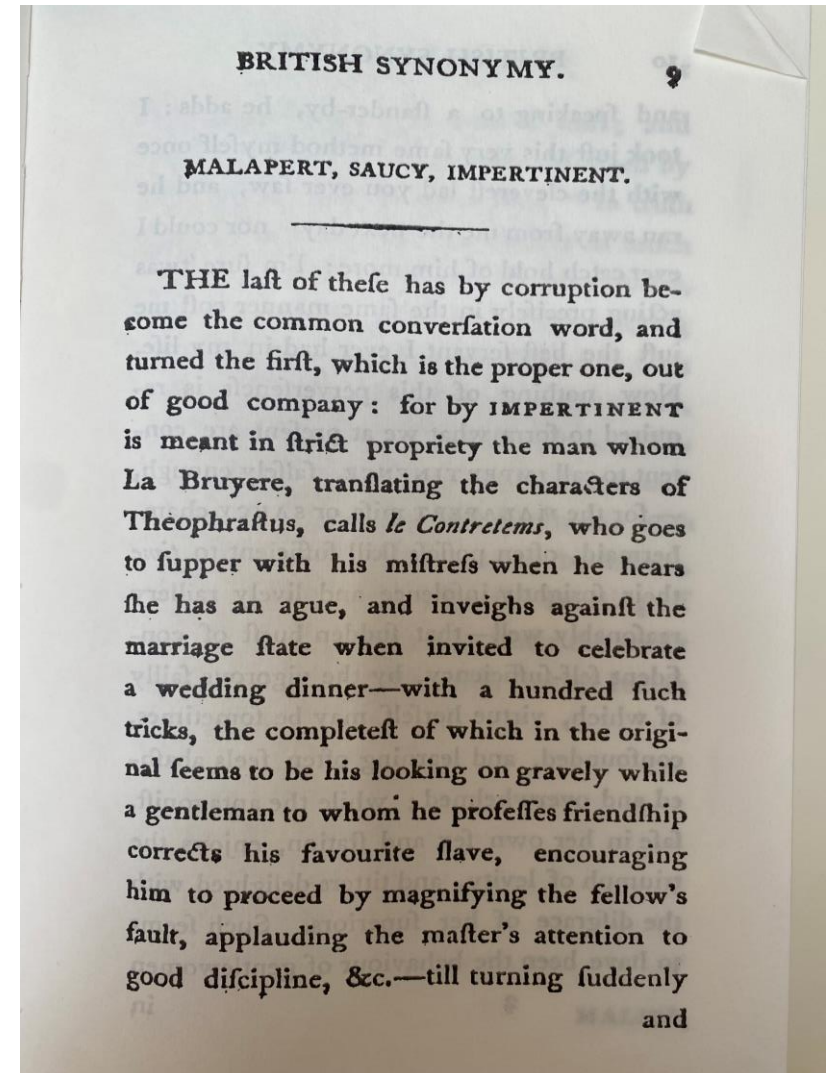 BRITISH SYNONYMY. 9
MALAPERT, SAUCY, IMPERTINENT.
THE laſt of theſe has by corruption be-
come the common converſation word, and
turned the firſt, which is the proper one, out
of good company: for by IMPERTINENT
is meant in ſtrict propriety the man whom
La Bruyere, tranſlating the characters of
Theophraſtus, calls le Contretems, who goes
to ſupper with his miſtreſs when he hears
ſhe has an ague, and inveighs againſt the
marriage ſtate when invited to celebrate
a wedding dinner—with a hundred ſuch
tricks, the completeſt of which in the origi-
nal ſeems to be his looking on gravely while
a gentleman to whom he profeſſes friendſhip
corrects his favourite ſlave, encouraging
him to proceed by magnifying the fellow's
fault, applauding the maſter's attention to
good diſcipline, &c.—till turning ſuddenly
and